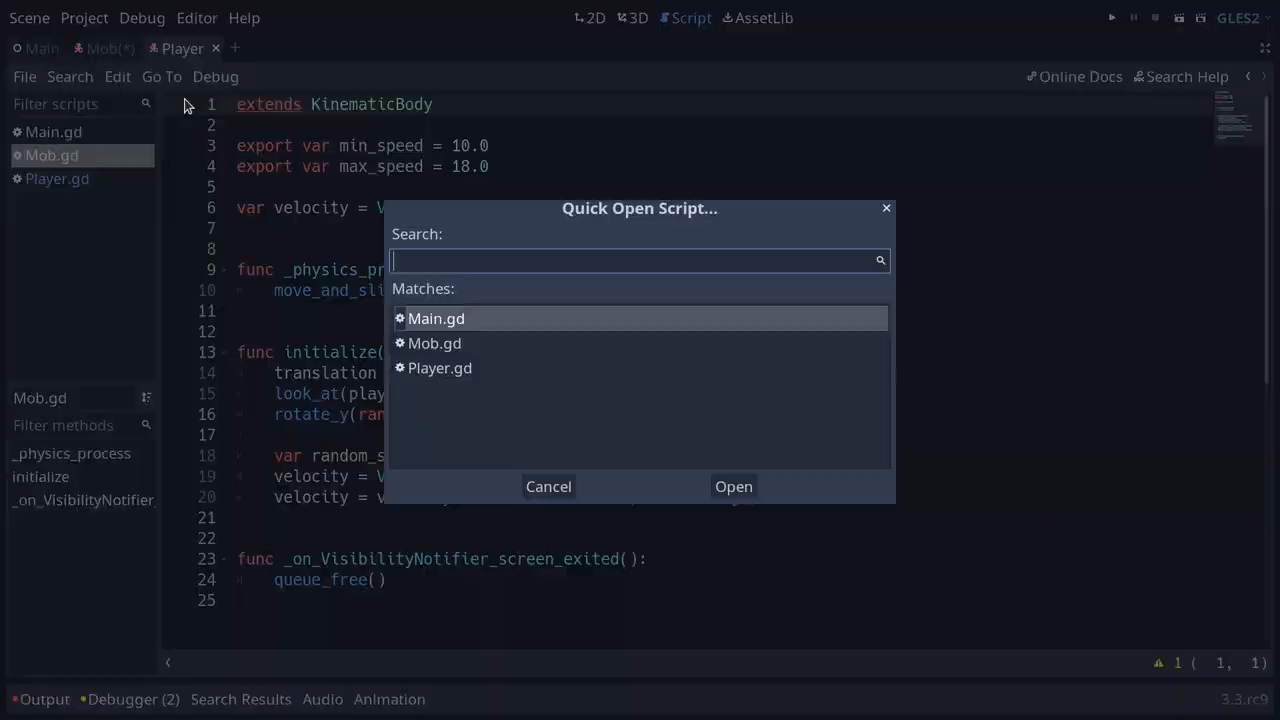 Scene Project Debug Editor Help 2D 3D Script AssetLib GLES2
Main Mob(*) Player
File Search Edit Go To Debug Online Docs Search Help
Filter scripts
Main.gd
Mob.gd
Player.gd
Mob.gd
Filter methods
_physics_process
initialize
_on_VisibilityNotifier_
1 extends KinematicBody
2
3 export var min_speed = 10.0
4 export var max_speed = 18.0
5
6 var velocity = V
7
8
9 func _physics_pr
10 move_and_sli
11
12
13 func initialize(
14 translation
15 look_at(play
16 rotate_y(ran
17
18 var random_s
19 velocity = V
20 velocity = v
21
22
23 func _on_VisibilityNotifier_screen_exited():
24 queue_free()
25
Quick Open Script...
Search:
Matches:
Main.gd
Mob.gd
Player.gd
Cancel Open
1 ( 1, 1)
Output Debugger (2) Search Results Audio Animation 3.3.rc9